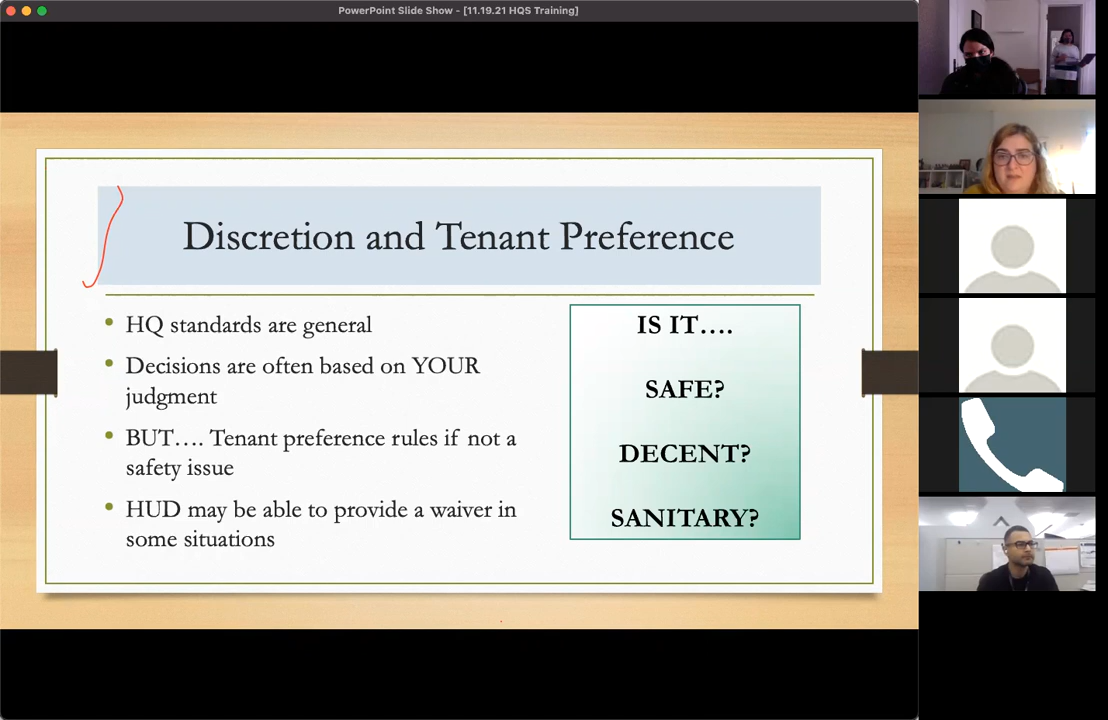 PowerPoint Slide Show - [11.19.21 HQS Training]
Discretion and Tenant Preference
HQ standards are general
Decisions are often based on YOUR
judgment
BUT…. Tenant preference rules if not a
safety issue
HUD may be able to provide a waiver in
some situations
IS IT….
SAFE?
DECENT?
SANITARY?